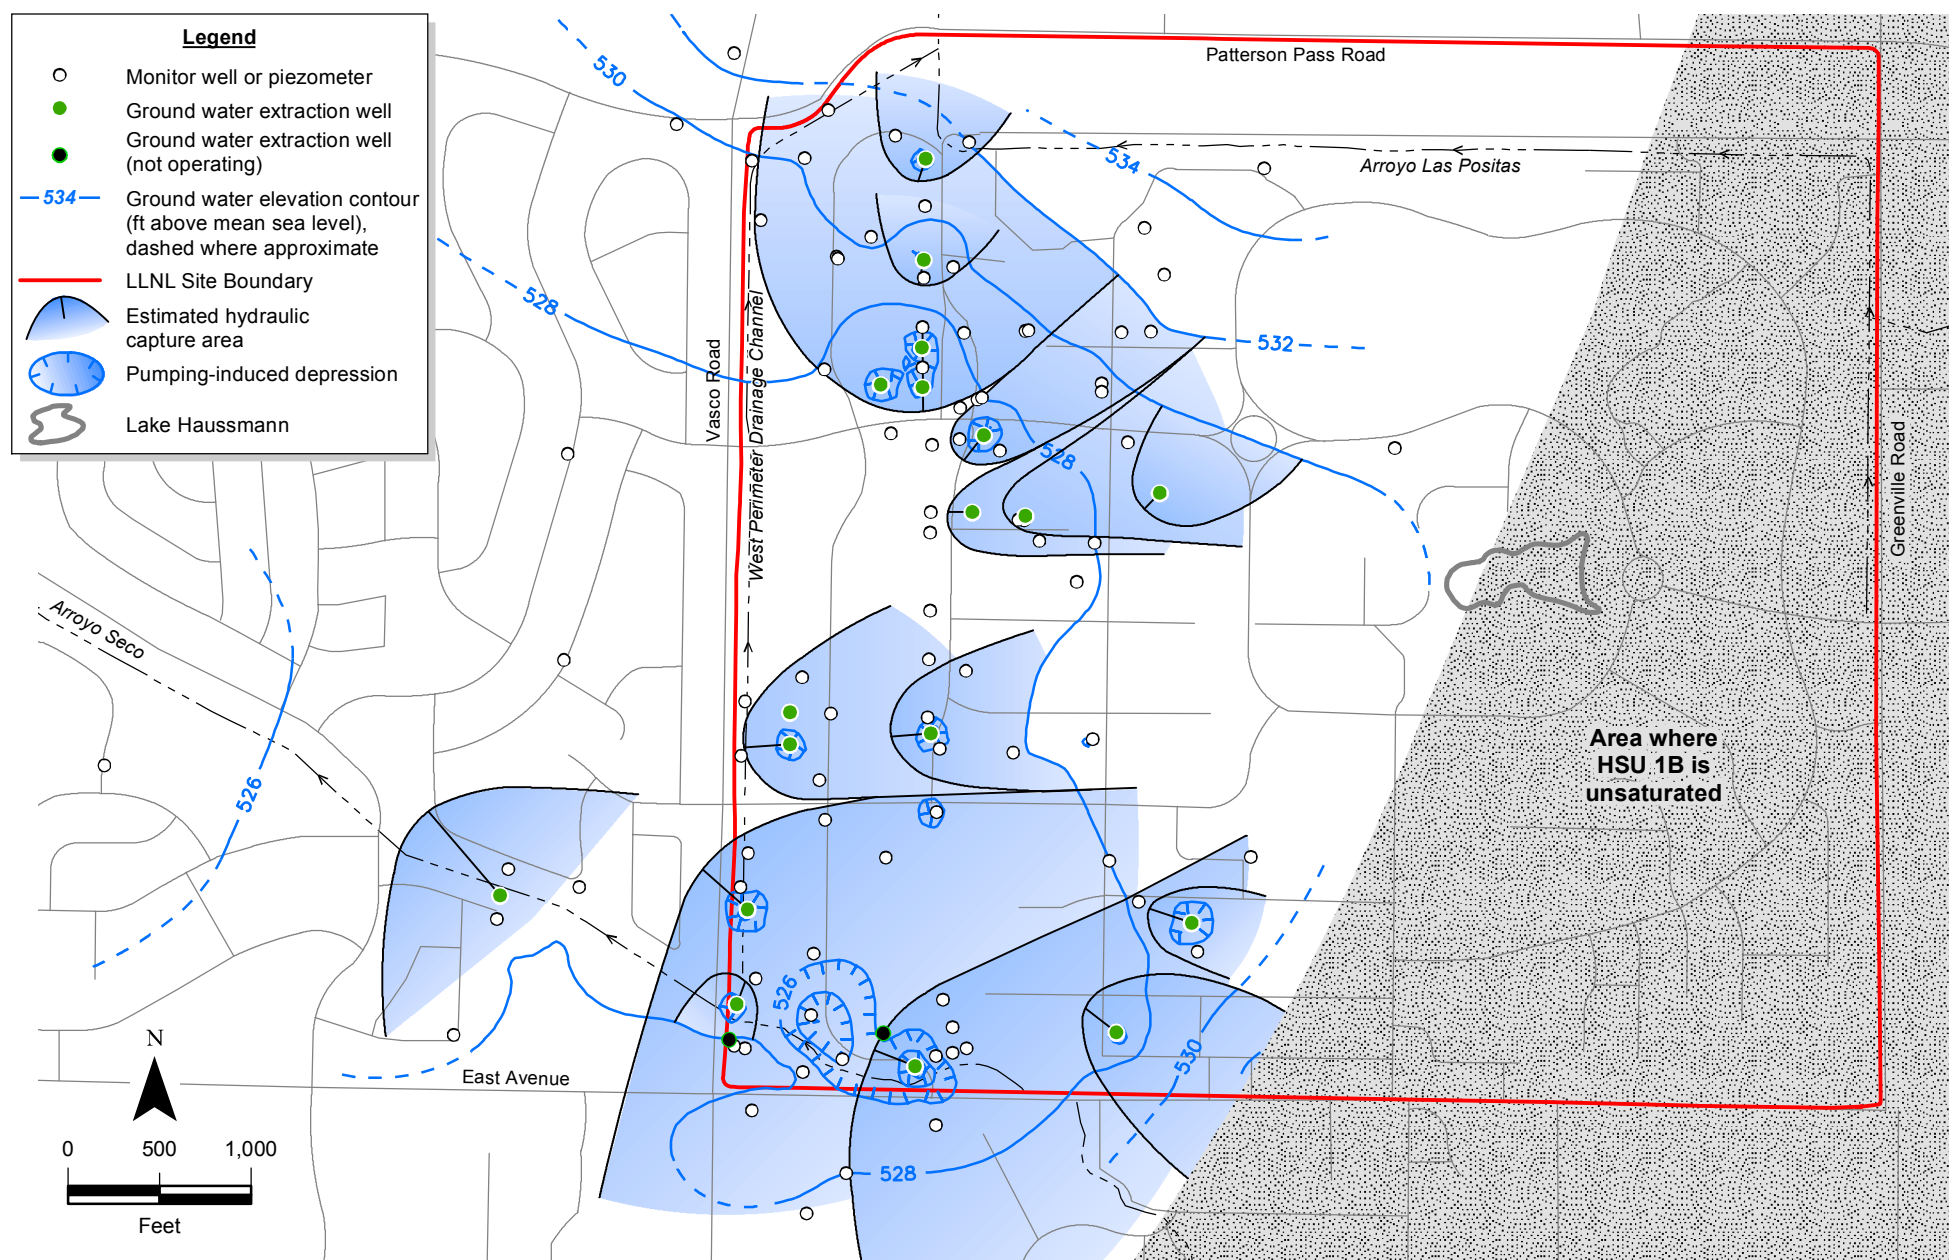 Legend
Monitor well or piezometer
Ground water extraction well
Ground water extraction well
(not operating)
534
Ground water elevation contour
(ft above mean sea level),
dashed where approximate
LLNL Site Boundary
Estimated hydraulic
capture area
Pumping-induced depression
Lake Haussmann
Patterson Pass Road
530
534
Arroyo Las Positas
528
532
Vasco Road
West Perimeter Drainage Channel
528
Greenville Road
Arroyo Seco
526
Area where
HSU 1B is
unsaturated
526
530
N
East Avenue
528
0 500 1,000
Feet